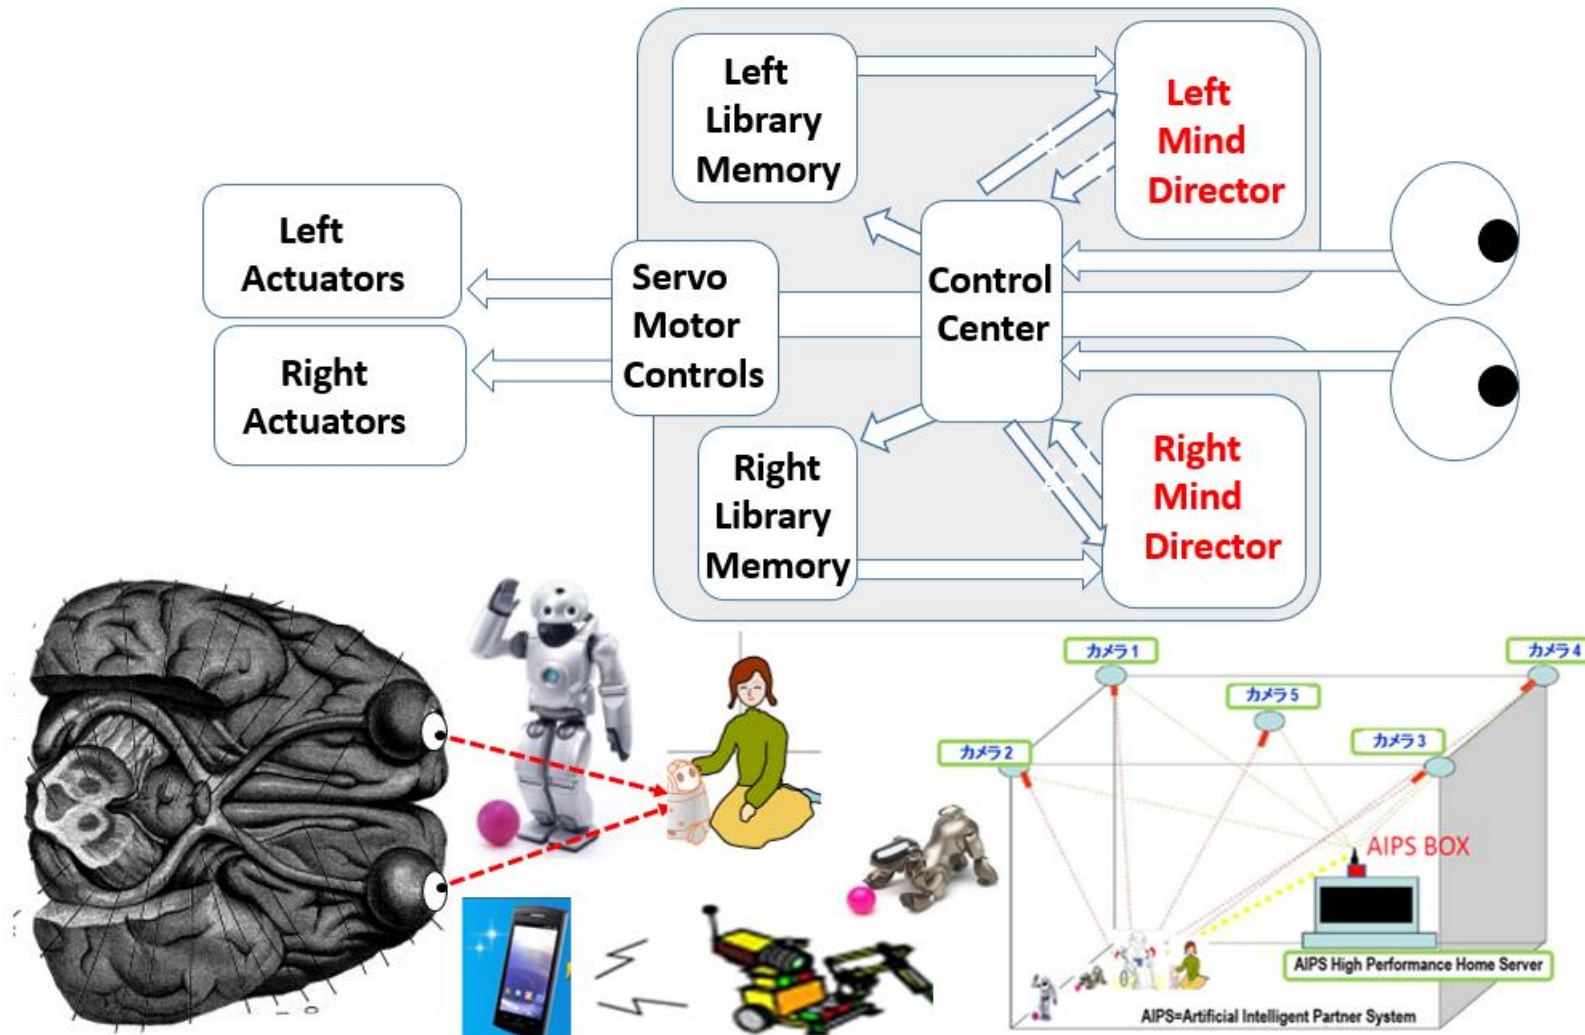 Left
Library
Memory
Left
Mind
Director
Left
Actuators
Servo
Motor
Controls
Control
Center
Right
Actuators
Right
Library
Memory
Right
Mind
Director
カメラ1
カメラ4
カメラ5
カメラ2
カメラ3
AIPS BOX
AIPS High Performance Home Server
AIPS=Artificial Intelligent Partner System